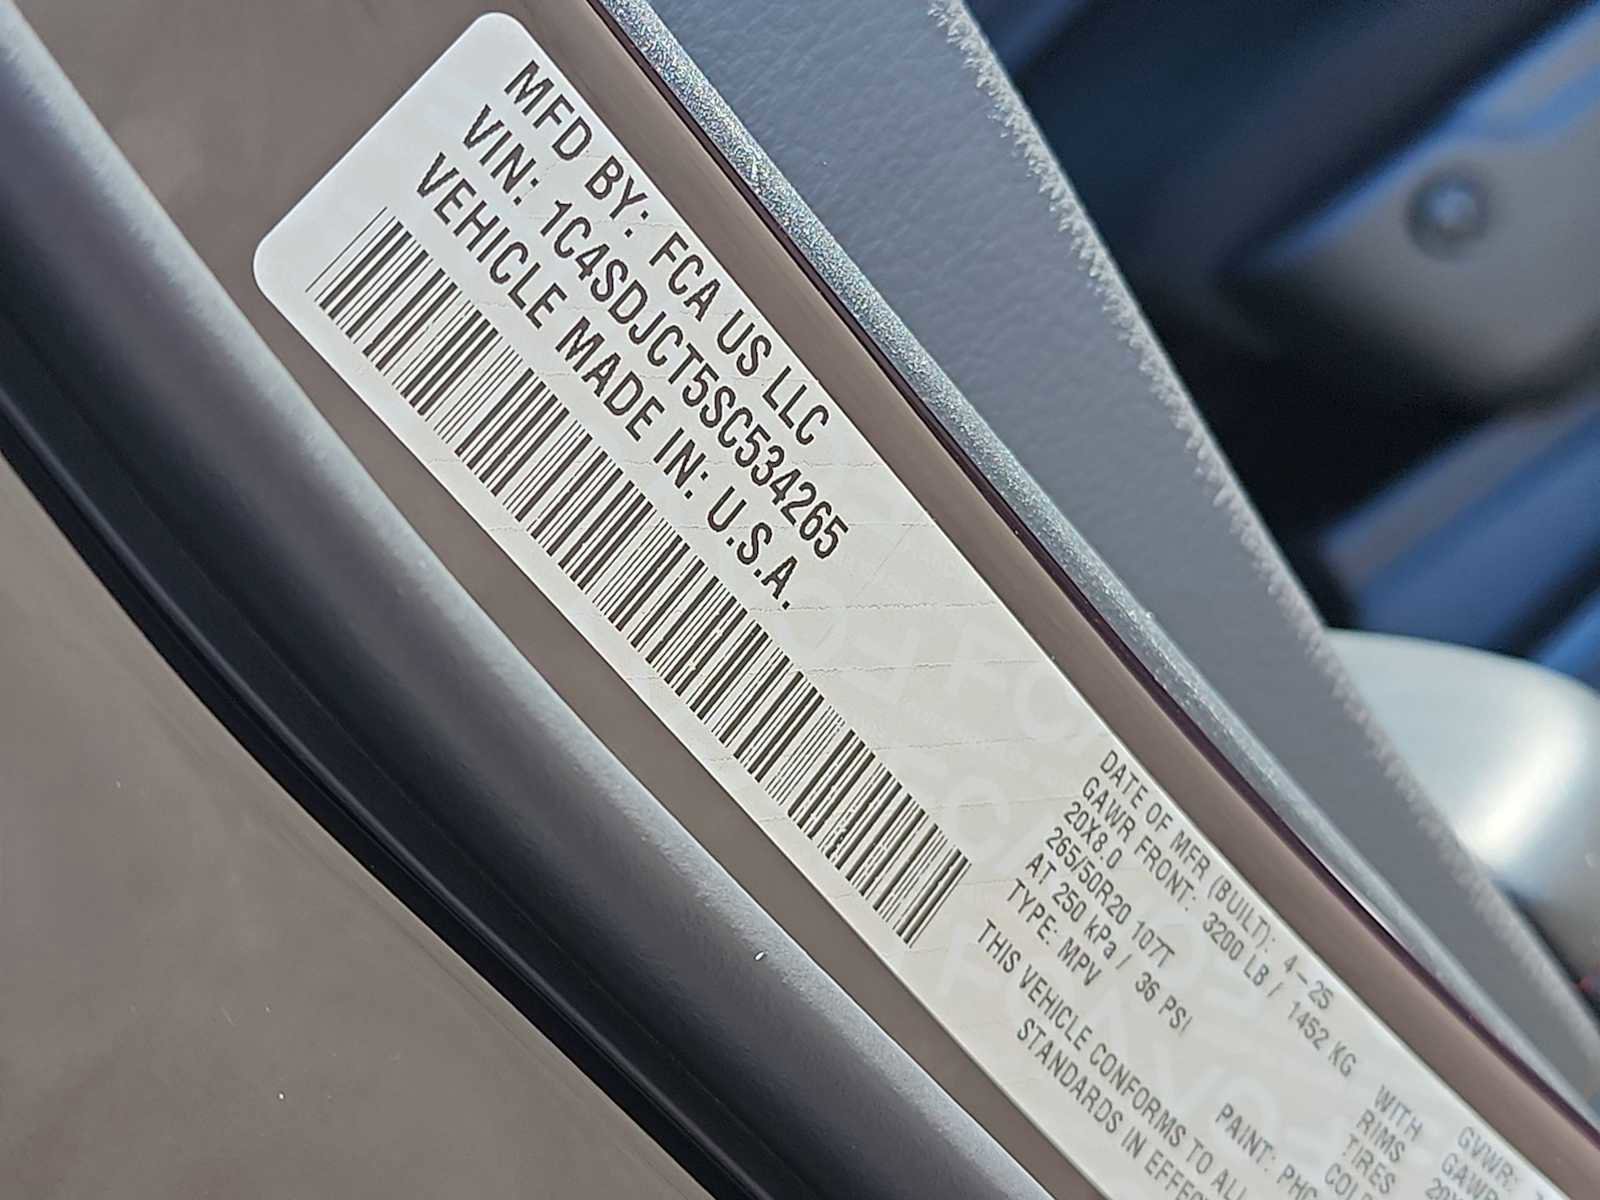 MFD BY: FCA US LLC
VIN: 1C4SDJCT5SC534265
VEHICLE MADE IN: U.S.A.
DATE OF MFR (BUILT): 4-25
GAWR FRONT: 3200 LB / 1452 KG WITH GVWR:
20X8.0 RIMS
265/50R20 107T TIRES
AT 250 kPa / 36 PSI
TYPE: MPV PAINT:
THIS VEHICLE CONFORMS TO ALL
STANDARDS IN